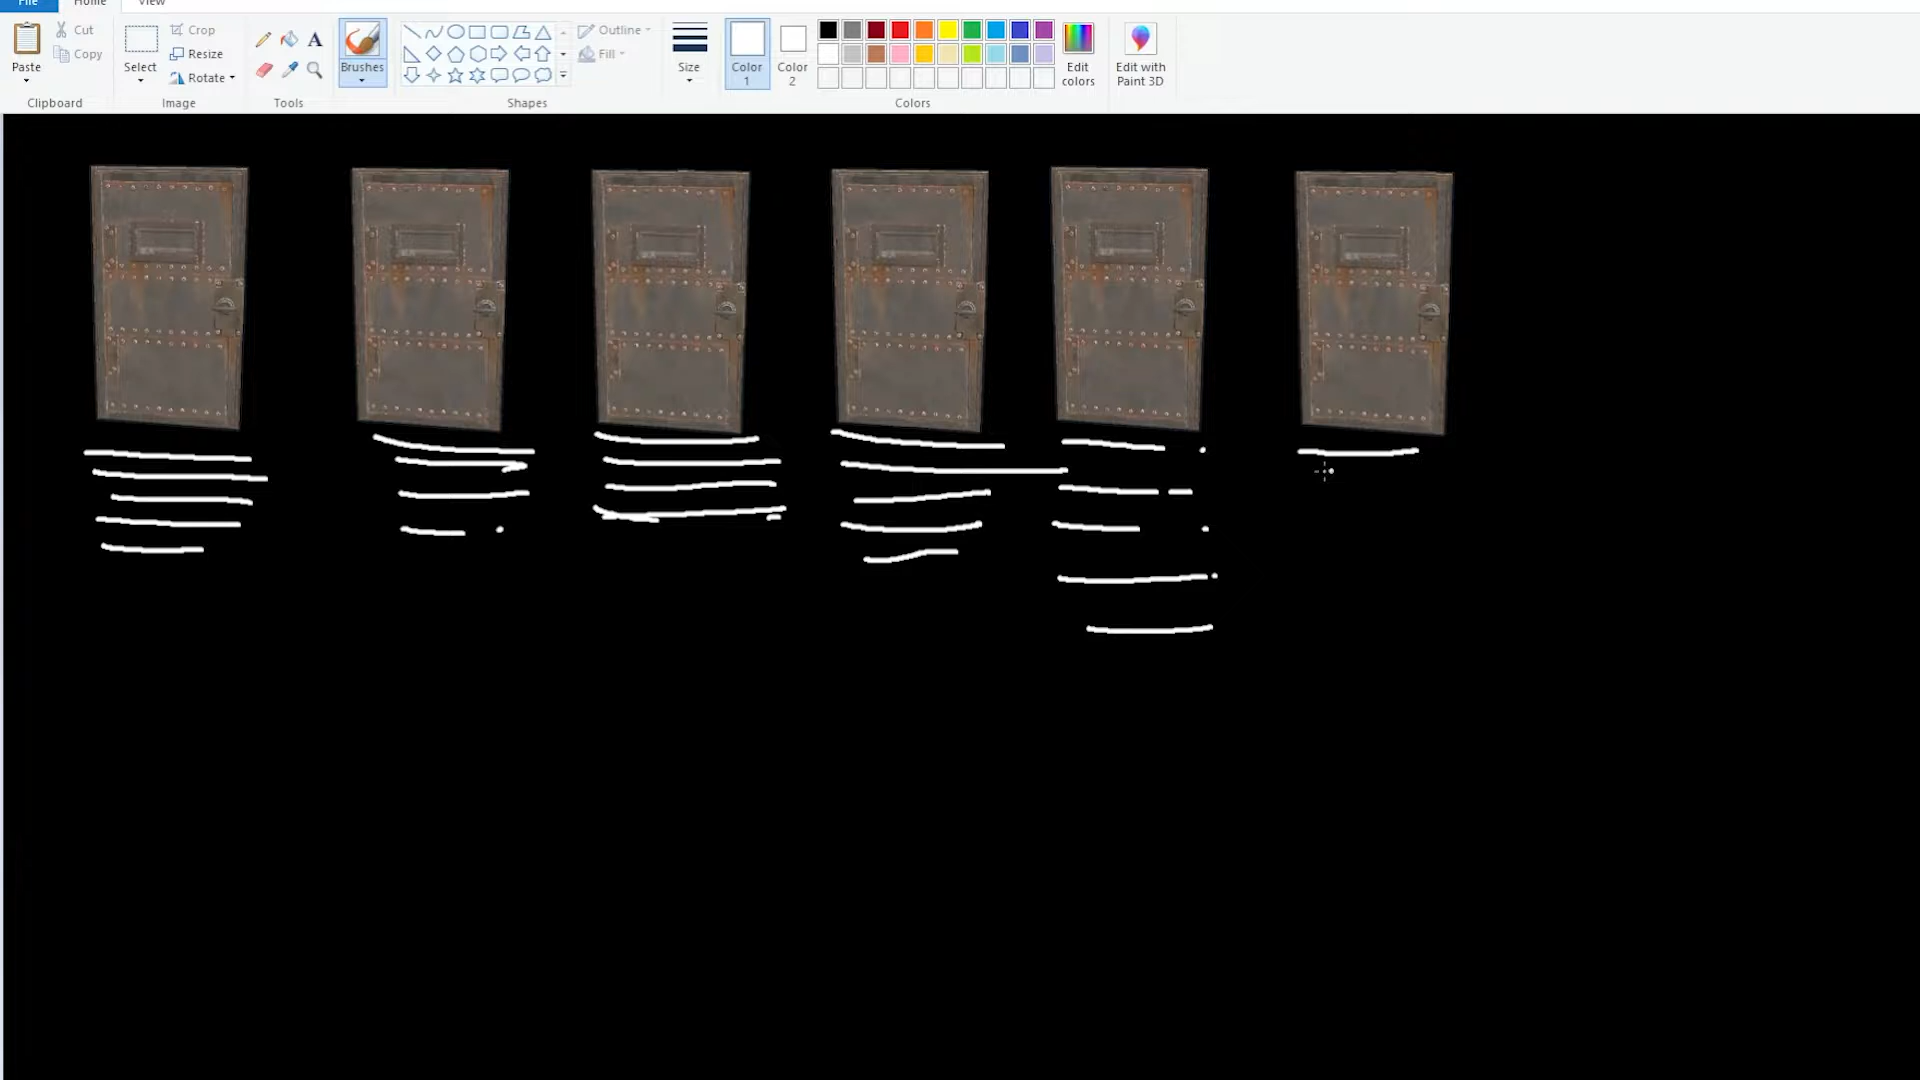 File Home View
Cut
Copy
Paste
Clipboard
Select
Crop
Resize
Rotate
Image
Tools
Brushes
Shapes
Outline
Fill
Size
Color 1
Color 2
Colors
Edit colors
Edit with Paint 3D